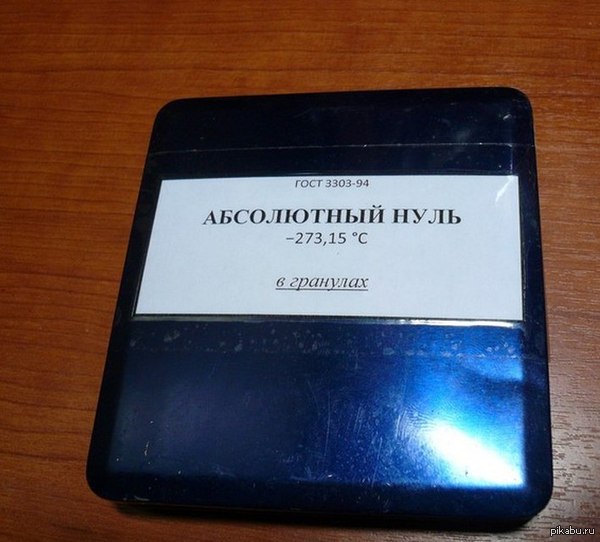 ГОСТ 3303-94
АБСОЛЮТНЫЙ НУЛЬ
−273,15 °C
в гранулах
pikabu.ru